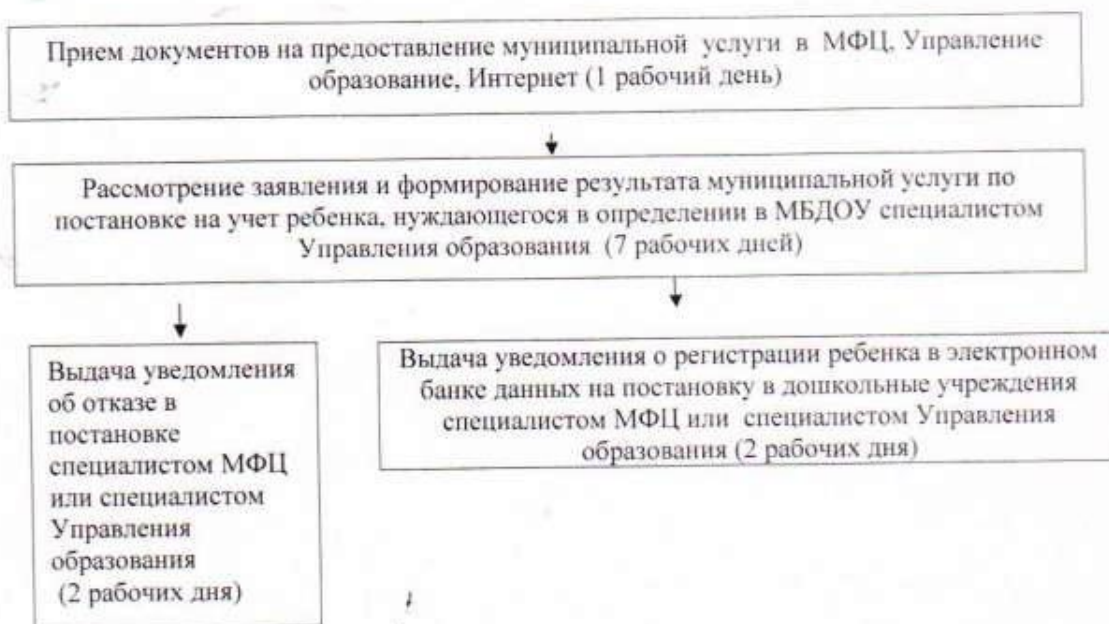 Прием документов на предоставление муниципальной услуги в МФЦ, Управление
образование, Интернет (1 рабочий день)
Рассмотрение заявления и формирование результата муниципальной услуги по
постановке на учет ребенка, нуждающегося в определении в МБДОУ специалистом
Управления образования (7 рабочих дней)
Выдача уведомления
об отказе в
постановке
специалистом МФЦ
или специалистом
Управления
образования
(2 рабочих дня)
Выдача уведомления о регистрации ребенка в электронном
банке данных на постановку в дошкольные учреждения
специалистом МФЦ или специалистом Управления
образования (2 рабочих дня)